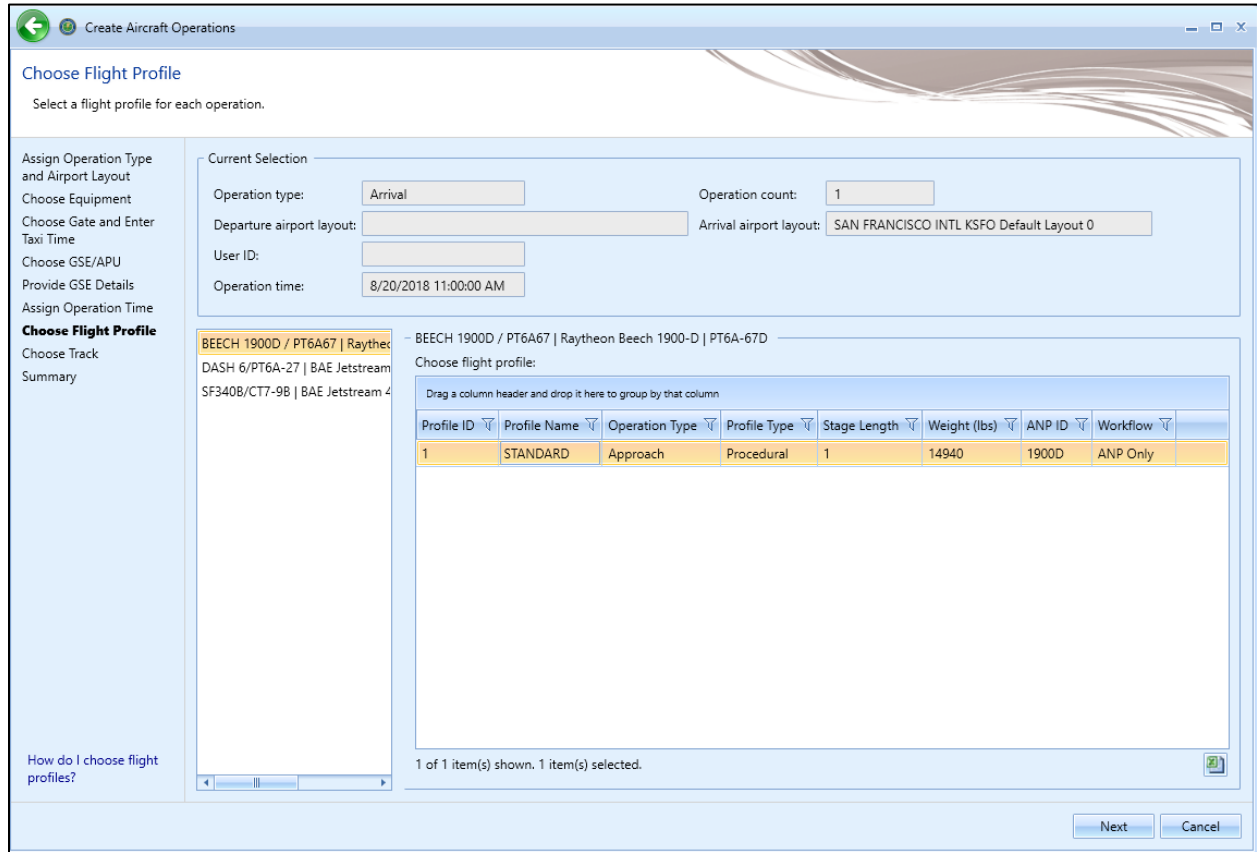 Create Aircraft Operations
Choose Flight Profile
Select a flight profile for each operation.
Assign Operation Type
and Airport Layout
Choose Equipment
Choose Gate and Enter
Taxi Time
Choose GSE/APU
Provide GSE Details
Assign Operation Time
Choose Flight Profile
Choose Track
Summary
How do I choose flight
profiles?
Current Selection
Operation type: Arrival Operation count: 1
Departure airport layout: Arrival airport layout: SAN FRANCISCO INTL KSFO Default Layout 0
User ID:
Operation time: 8/20/2018 11:00:00 AM
BEECH 1900D / PT6A67 | Raythec
DASH 6/PT6A-27 | BAE Jetstream
SF340B/CT7-9B | BAE Jetstream 4
BEECH 1900D / PT6A67 | Raytheon Beech 1900-D | PT6A-67D
Choose flight profile:
Drag a column header and drop it here to group by that column
Profile ID Profile Name Operation Type Profile Type Stage Length Weight (lbs) ANP ID Workflow
1 STANDARD Approach Procedural 1 14940 1900D ANP Only
1 of 1 item(s) shown. 1 item(s) selected.
Next Cancel